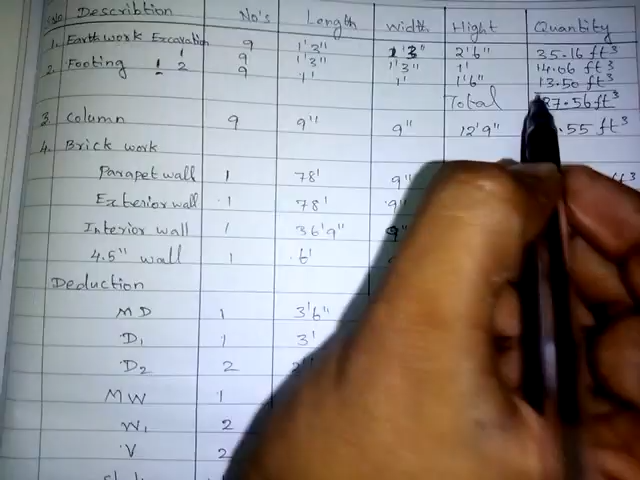 No Describtion No's Length Width Hight Quantity
1. Earth work Excavation 9 1'3" 1'3" 2'6" 35.16 ft³
2. Footing 1 9 1'3" 1'3" 1' 14.06 ft³
2 9 1' 1' 1'6" 13.50 ft³
Total 27.56 ft³
3 Column 9 9" 9" 12'9" .55 ft³
4. Brick work
Parapet wall 1 78' 9" ft³
Exterior wall 1 78' 9"
Interior wall 1 36'9" 9"
4.5" wall 1
Deduction
MD 1 3'6"
D1 1 3'
D2 2
MW 1
W1 2
V 2